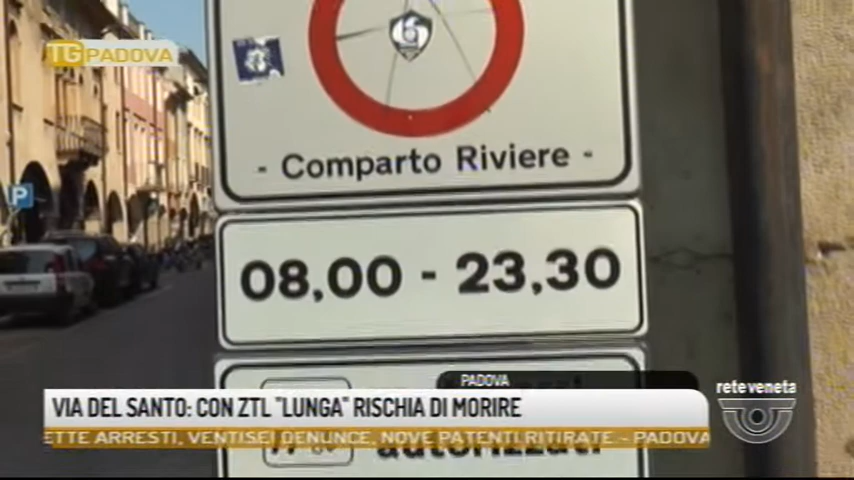 TG PADOVA
- Comparto Riviere -
P
08,00 - 23,30
PADOVA
reteveneta
VIA DEL SANTO: CON ZTL "LUNGA" RISCHIA DI MORIRE
ETTE ARRESTI, VENTISEI DENUNCE, NOVE PATENTI RITIRATE - PADOVA
autorizzati